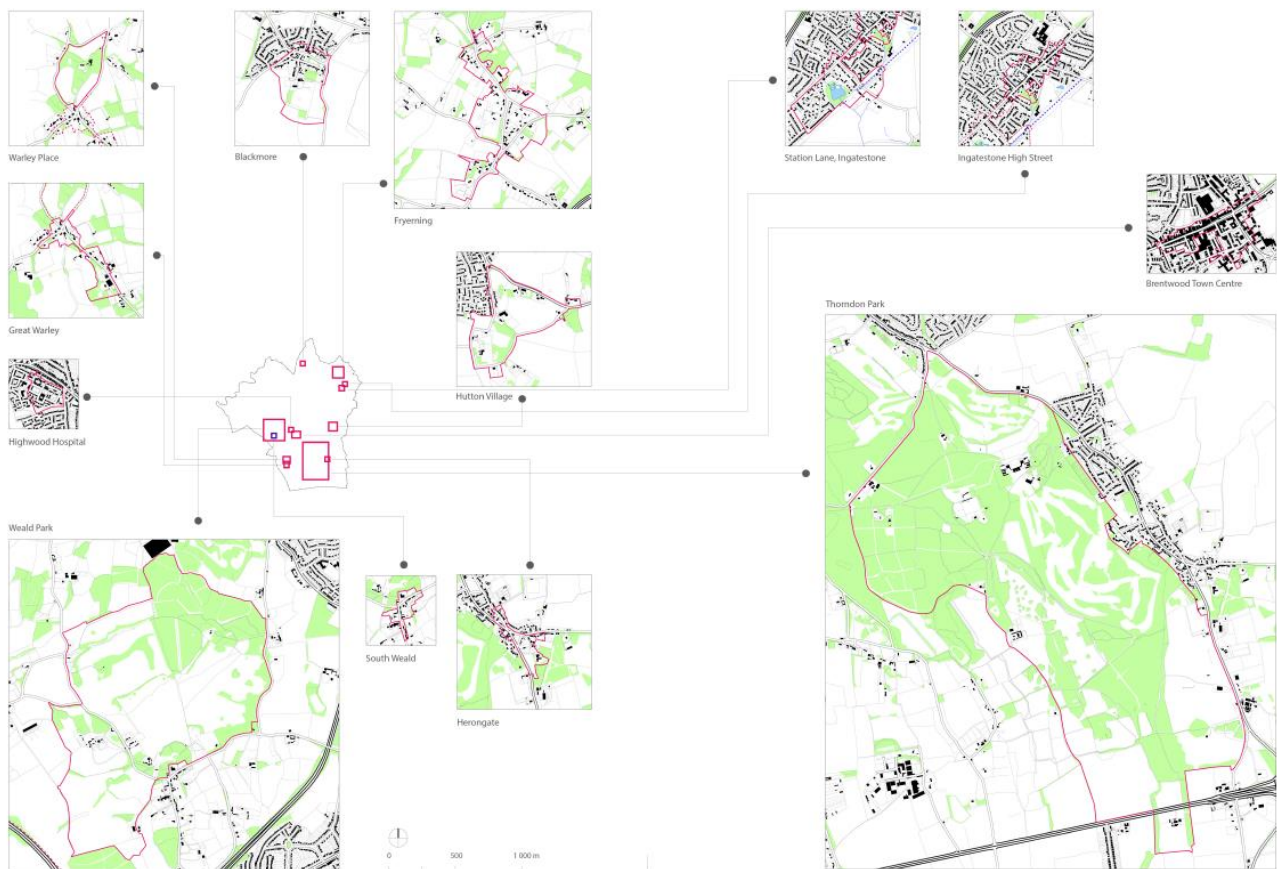 Warley Place
Blackmore
Fryerning
Station Lane, Ingatestone
Ingatestone High Street
Great Warley
Brentwood Town Centre
Thorndon Park
Highwood Hospital
Hutton Village
Weald Park
South Weald
Herongate
0 500 1 000 m